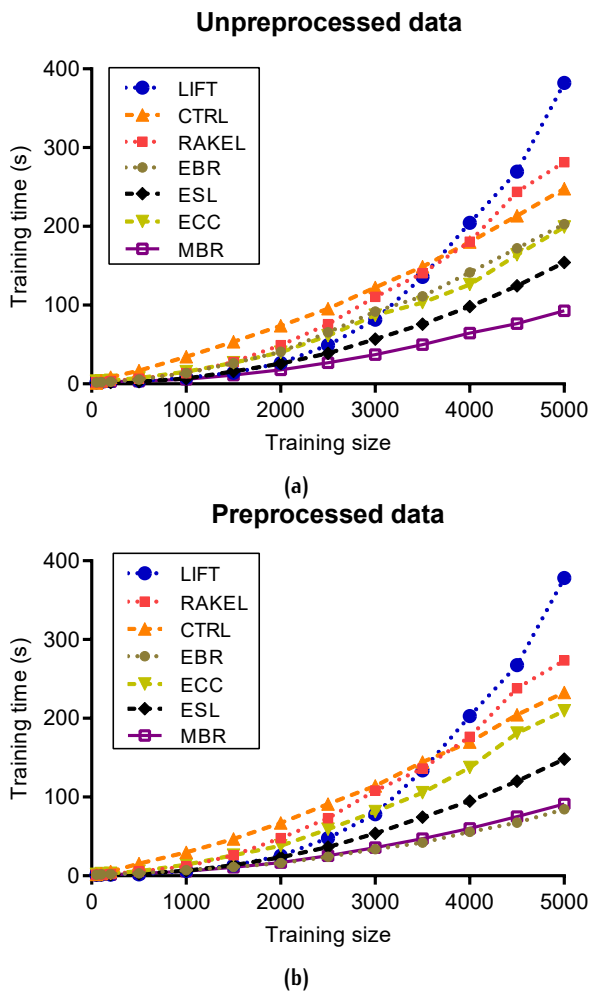 Unpreprocessed data
400
300
200
100
0
Training time (s)
LIFT
CTRL
RAKEL
EBR
ESL
ECC
MBR
0 1000 2000 3000 4000 5000
Training size
(a)
Preprocessed data
400
300
200
100
0
Training time (s)
LIFT
RAKEL
CTRL
EBR
ECC
ESL
MBR
0 1000 2000 3000 4000 5000
Training size
(b)